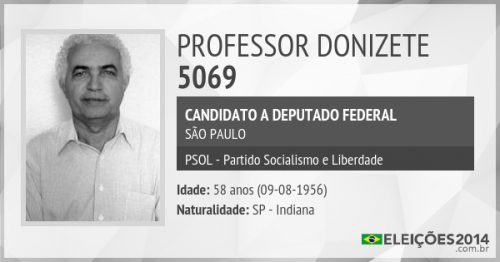 PROFESSOR DONIZETE
5069
CANDIDATO A DEPUTADO FEDERAL
SÃO PAULO
PSOL - Partido Socialismo e Liberdade
Idade: 58 anos (09-08-1956)
Naturalidade: SP - Indiana
ELEIÇÕES2014
.com.br